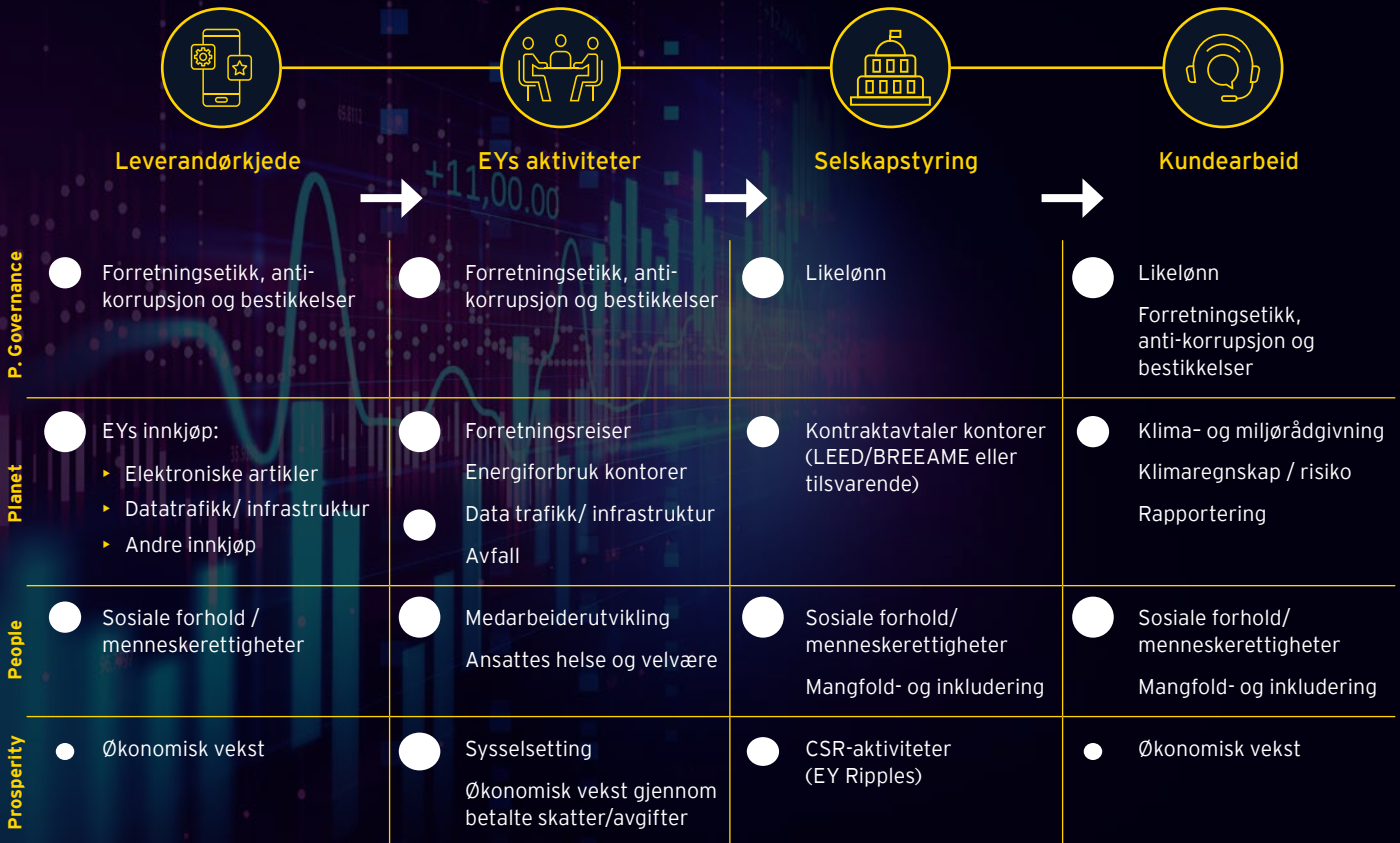 Leverandørkjede
EYs aktiviteter
Selskapstyring
Kundearbeid
+11,00.00
P. Governance
Forretningsetikk, anti-
korrupsjon og bestikkelser
Forretningsetikk, anti-
korrupsjon og bestikkelser
Likelønn
Likelønn
Forretningsetikk,
anti-korrupsjon og
bestikkelser
Planet
EYs innkjøp:
▸ Elektroniske artikler
▸ Datatrafikk/ infrastruktur
▸ Andre innkjøp
Forretningsreiser
Energiforbruk kontorer
Data trafikk/ infrastruktur
Avfall
Kontraktavtaler kontorer
(LEED/BREEAME eller
tilsvarende)
Klima- og miljørådgivning
Klimaregnskap / risiko
Rapportering
People
Sosiale forhold /
menneskerettigheter
Medarbeiderutvikling
Ansattes helse og velvære
Sosiale forhold/
menneskerettigheter
Mangfold- og inkludering
Sosiale forhold/
menneskerettigheter
Mangfold- og inkludering
Prosperity
Økonomisk vekst
Sysselsetting
Økonomisk vekst gjennom
betalte skatter/avgifter
CSR-aktiviteter
(EY Ripples)
Økonomisk vekst